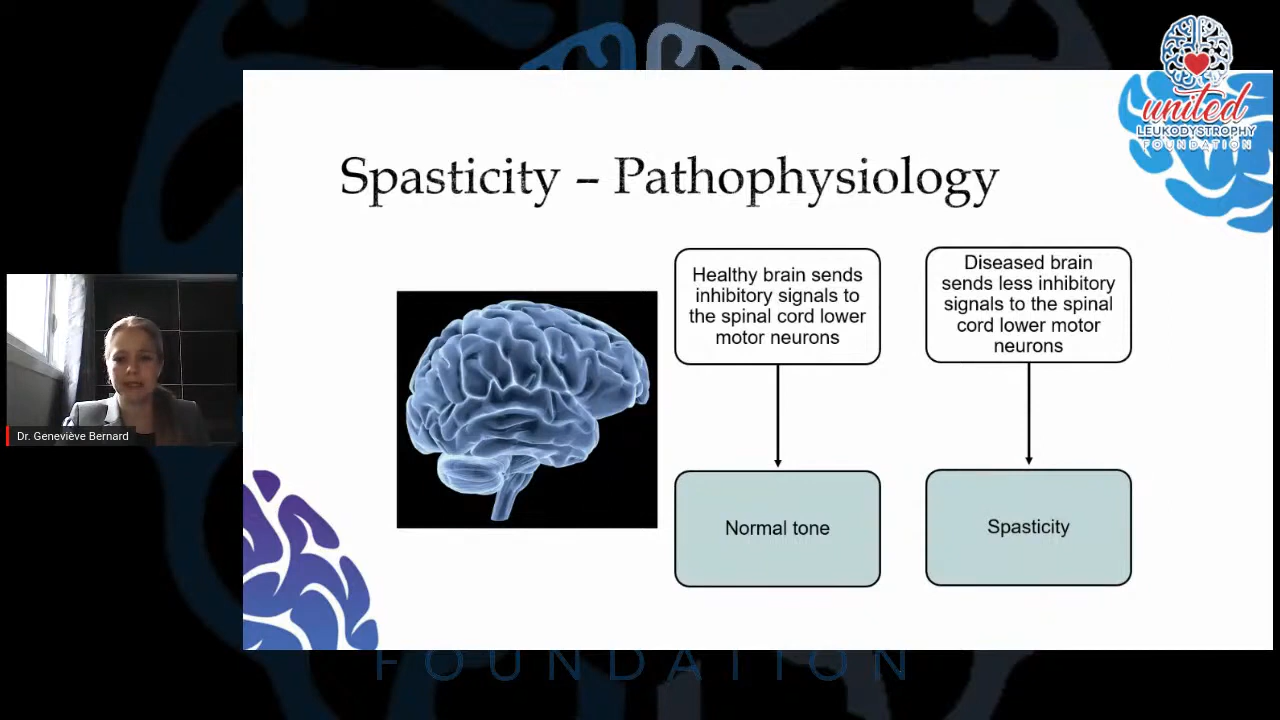 united
LEUKODYSTROPHY
FOUNDATION
Spasticity – Pathophysiology
Healthy brain sends
inhibitory signals to
the spinal cord lower
motor neurons
Diseased brain
sends less inhibitory
signals to the spinal
cord lower motor
neurons
Normal tone
Spasticity
Dr. Geneviève Bernard
FOUNDATION